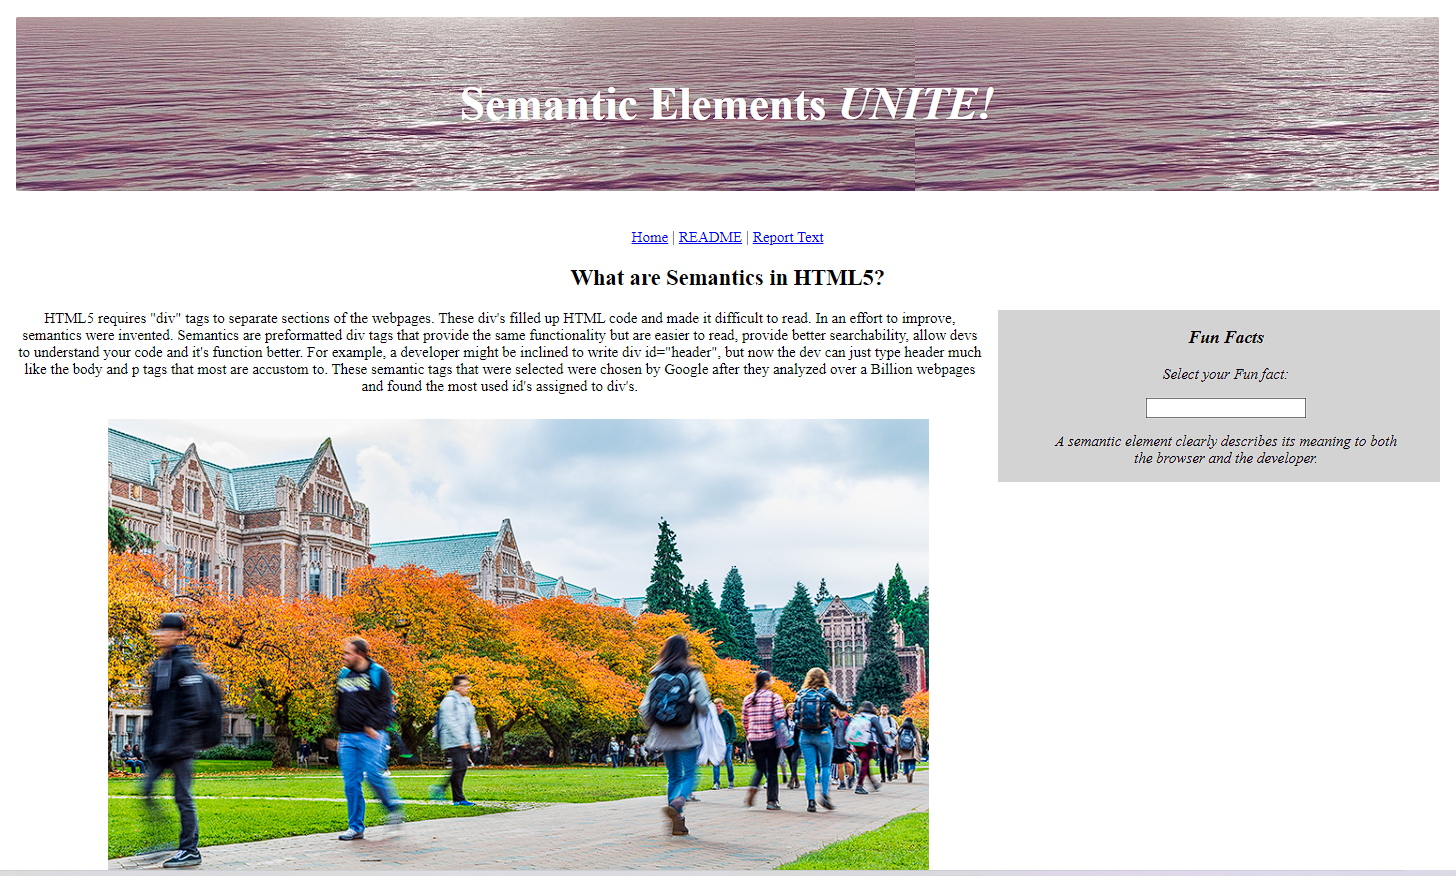 Semantic Elements UNITE!
Home | README | Report Text
What are Semantics in HTML5?
HTML5 requires "div" tags to separate sections of the webpages. These div's filled up HTML code and made it difficult to read. In an effort to improve,
semantics were invented. Semantics are preformatted div tags that provide the same functionality but are easier to read, provide better searchability, allow devs
to understand your code and it's function better. For example, a developer might be inclined to write div id="header", but now the dev can just type header much
like the body and p tags that most are accustom to. These semantic tags that were selected were chosen by Google after they analyzed over a Billion webpages
and found the most used id's assigned to div's.
Fun Facts
Select your Fun fact:
A semantic element clearly describes its meaning to both
the browser and the developer.